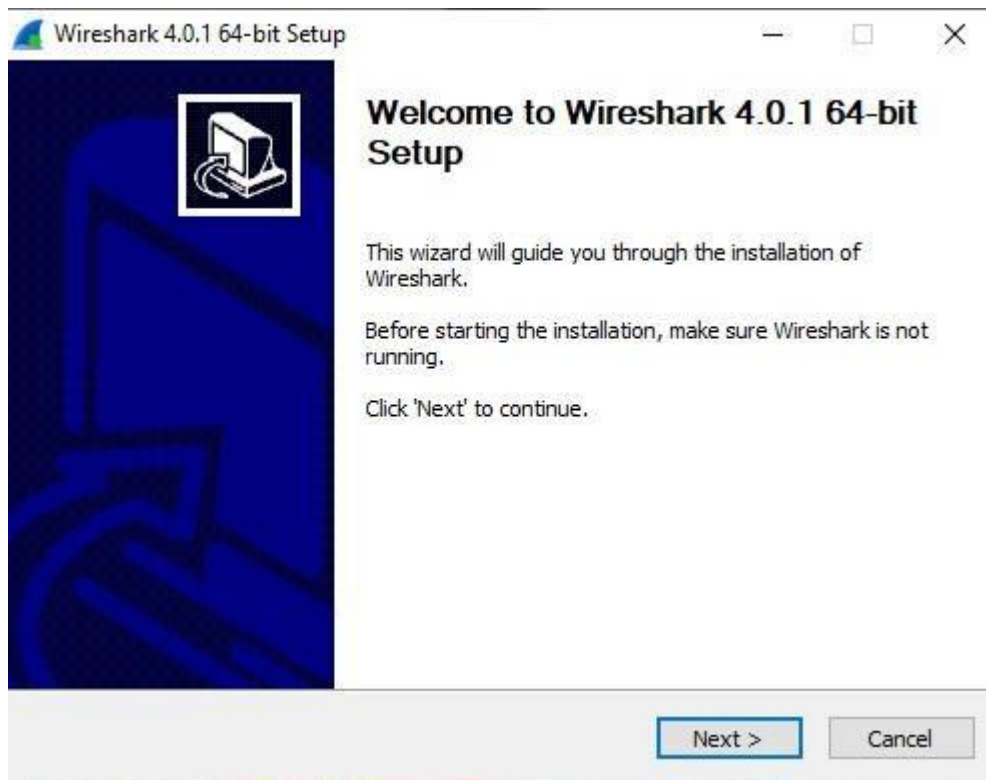 Wireshark 4.0.1 64-bit Setup
Welcome to Wireshark 4.0.1 64-bit
Setup
This wizard will guide you through the installation of
Wireshark.
Before starting the installation, make sure Wireshark is not
running.
Click 'Next' to continue.
Next >
Cancel